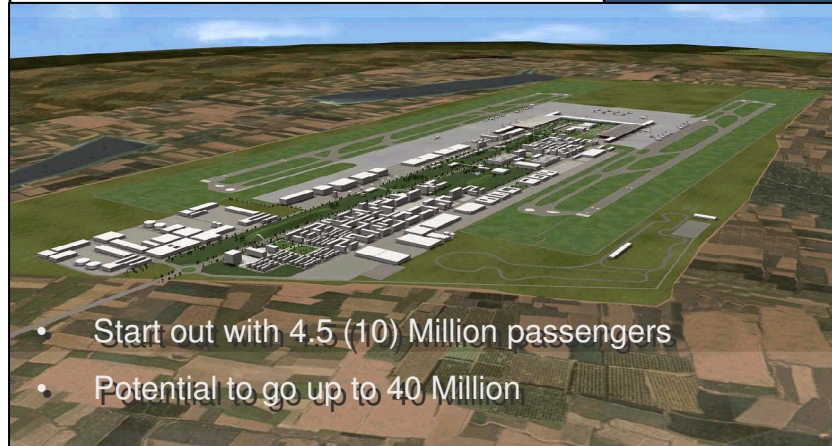 • Start out with 4.5 (10) Million passengers
• Potential to go up to 40 Million